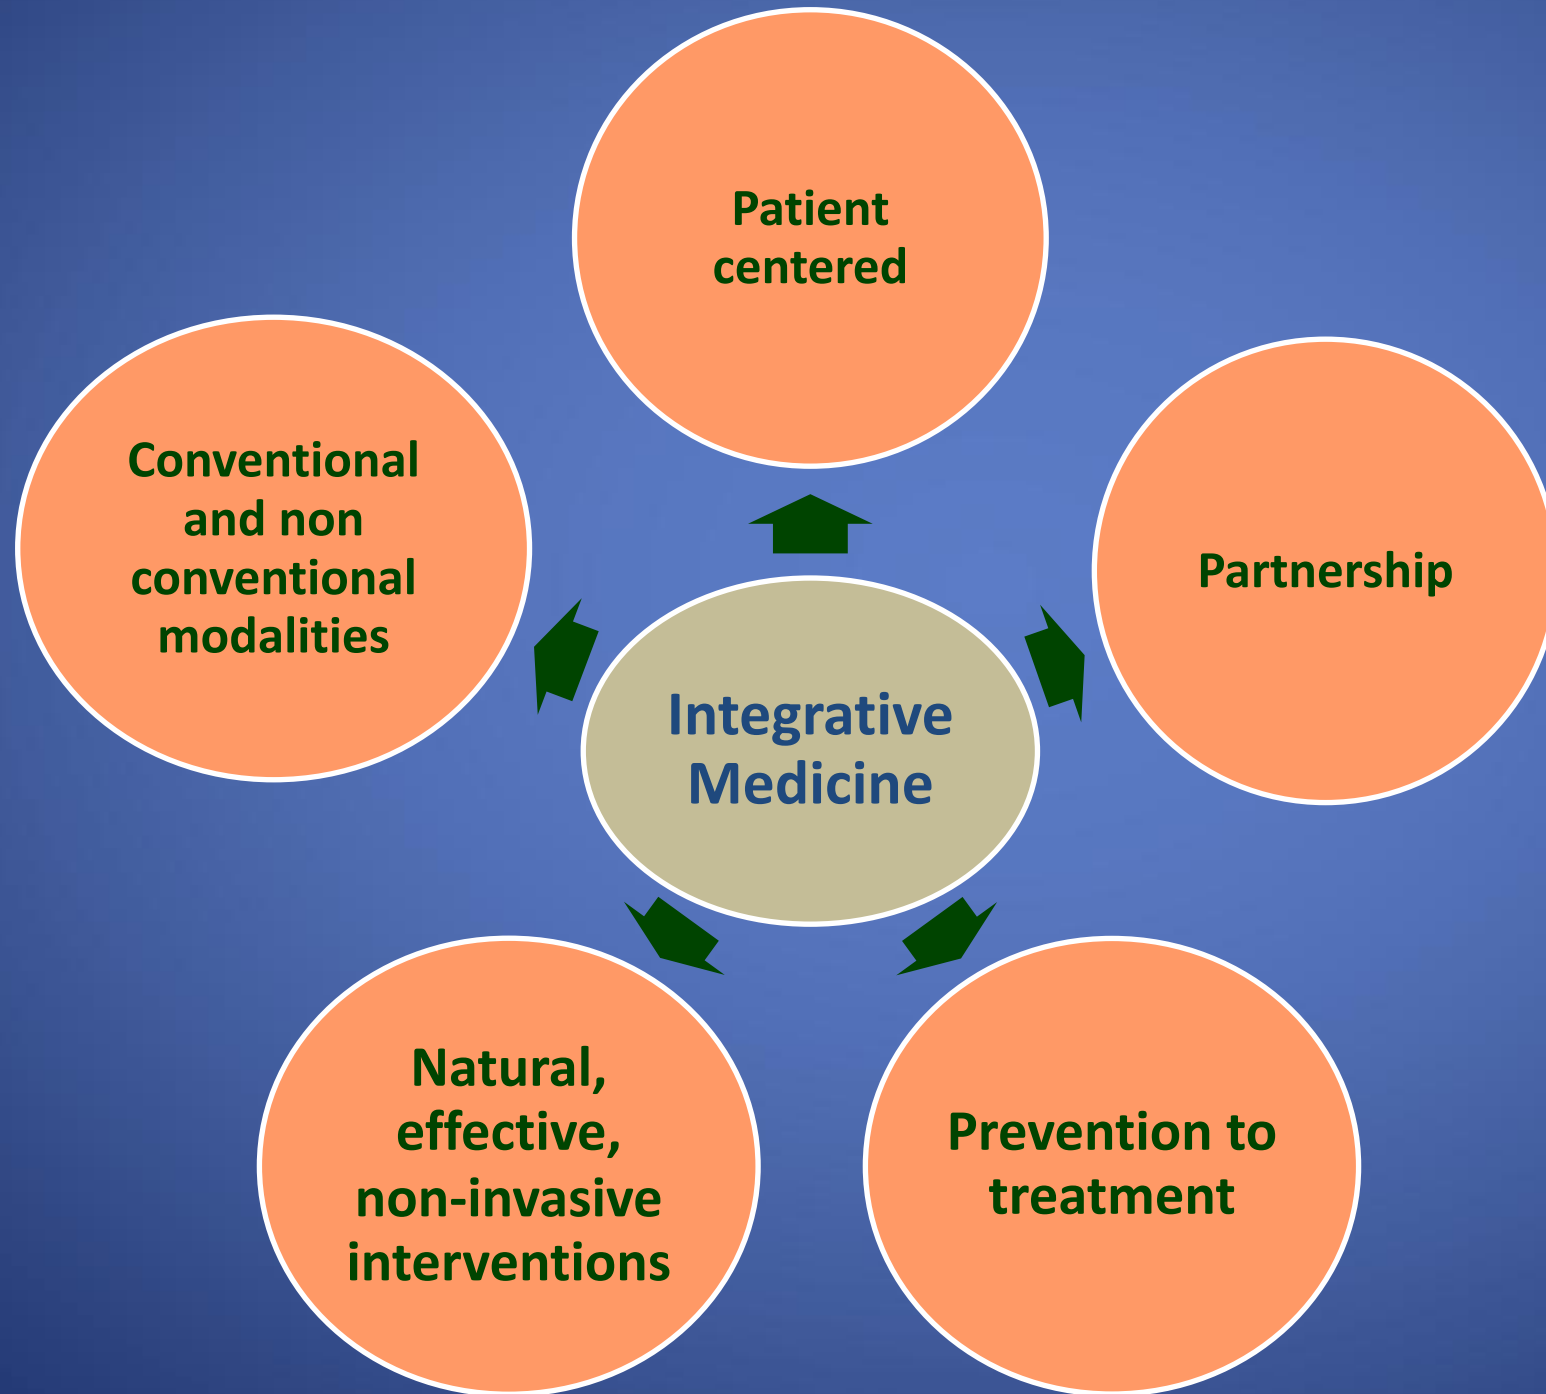 Patient
centered
Conventional
and non
conventional
modalities
Partnership
Integrative
Medicine
Natural,
effective,
non-invasive
interventions
Prevention to
treatment